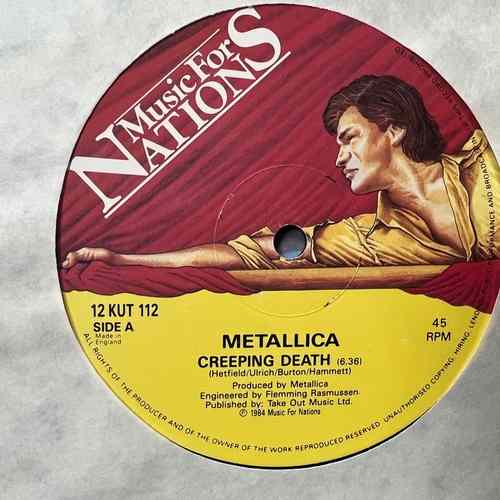 Music For
NATIONS
12 KUT 112
SIDE A
Made in
England
45
RPM
METALLICA
CREEPING DEATH (6.36)
(Hetfield/Ulrich/Burton/Hammett)
Produced by Metallica
Engineered by Flemming Rasmussen
Published by: Take Out Music Ltd.
℗ 1984 Music For Nations
ALL RIGHTS OF THE PRODUCER AND OF THE OWNER OF THE WORK REPRODUCED RESERVED. UNAUTHORISED COPYING, HIRING, LENDING
PERFORMANCE AND BROADCAST